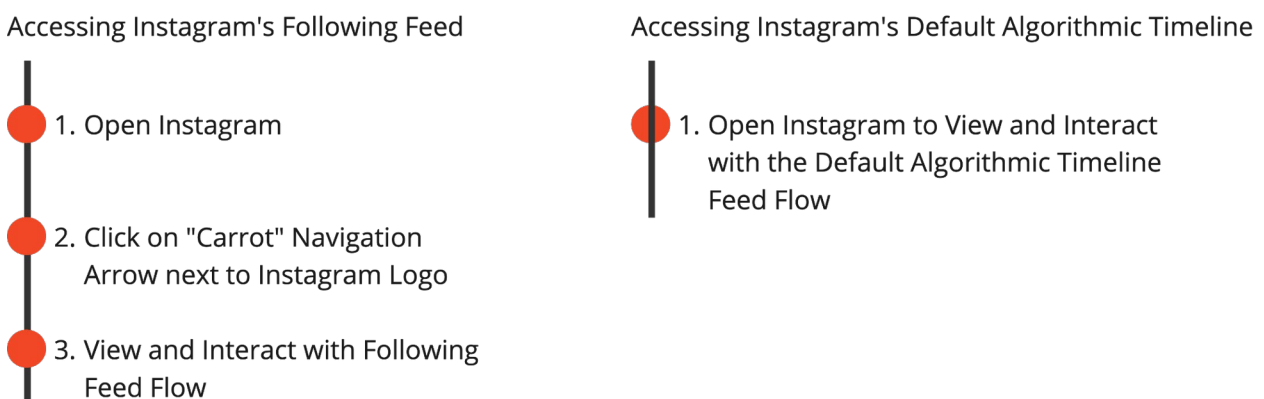 Accessing Instagram's Following Feed
1. Open Instagram
2. Click on "Carrot" Navigation
Arrow next to Instagram Logo
3. View and Interact with Following
Feed Flow
Accessing Instagram's Default Algorithmic Timeline
1. Open Instagram to View and Interact
with the Default Algorithmic Timeline
Feed Flow